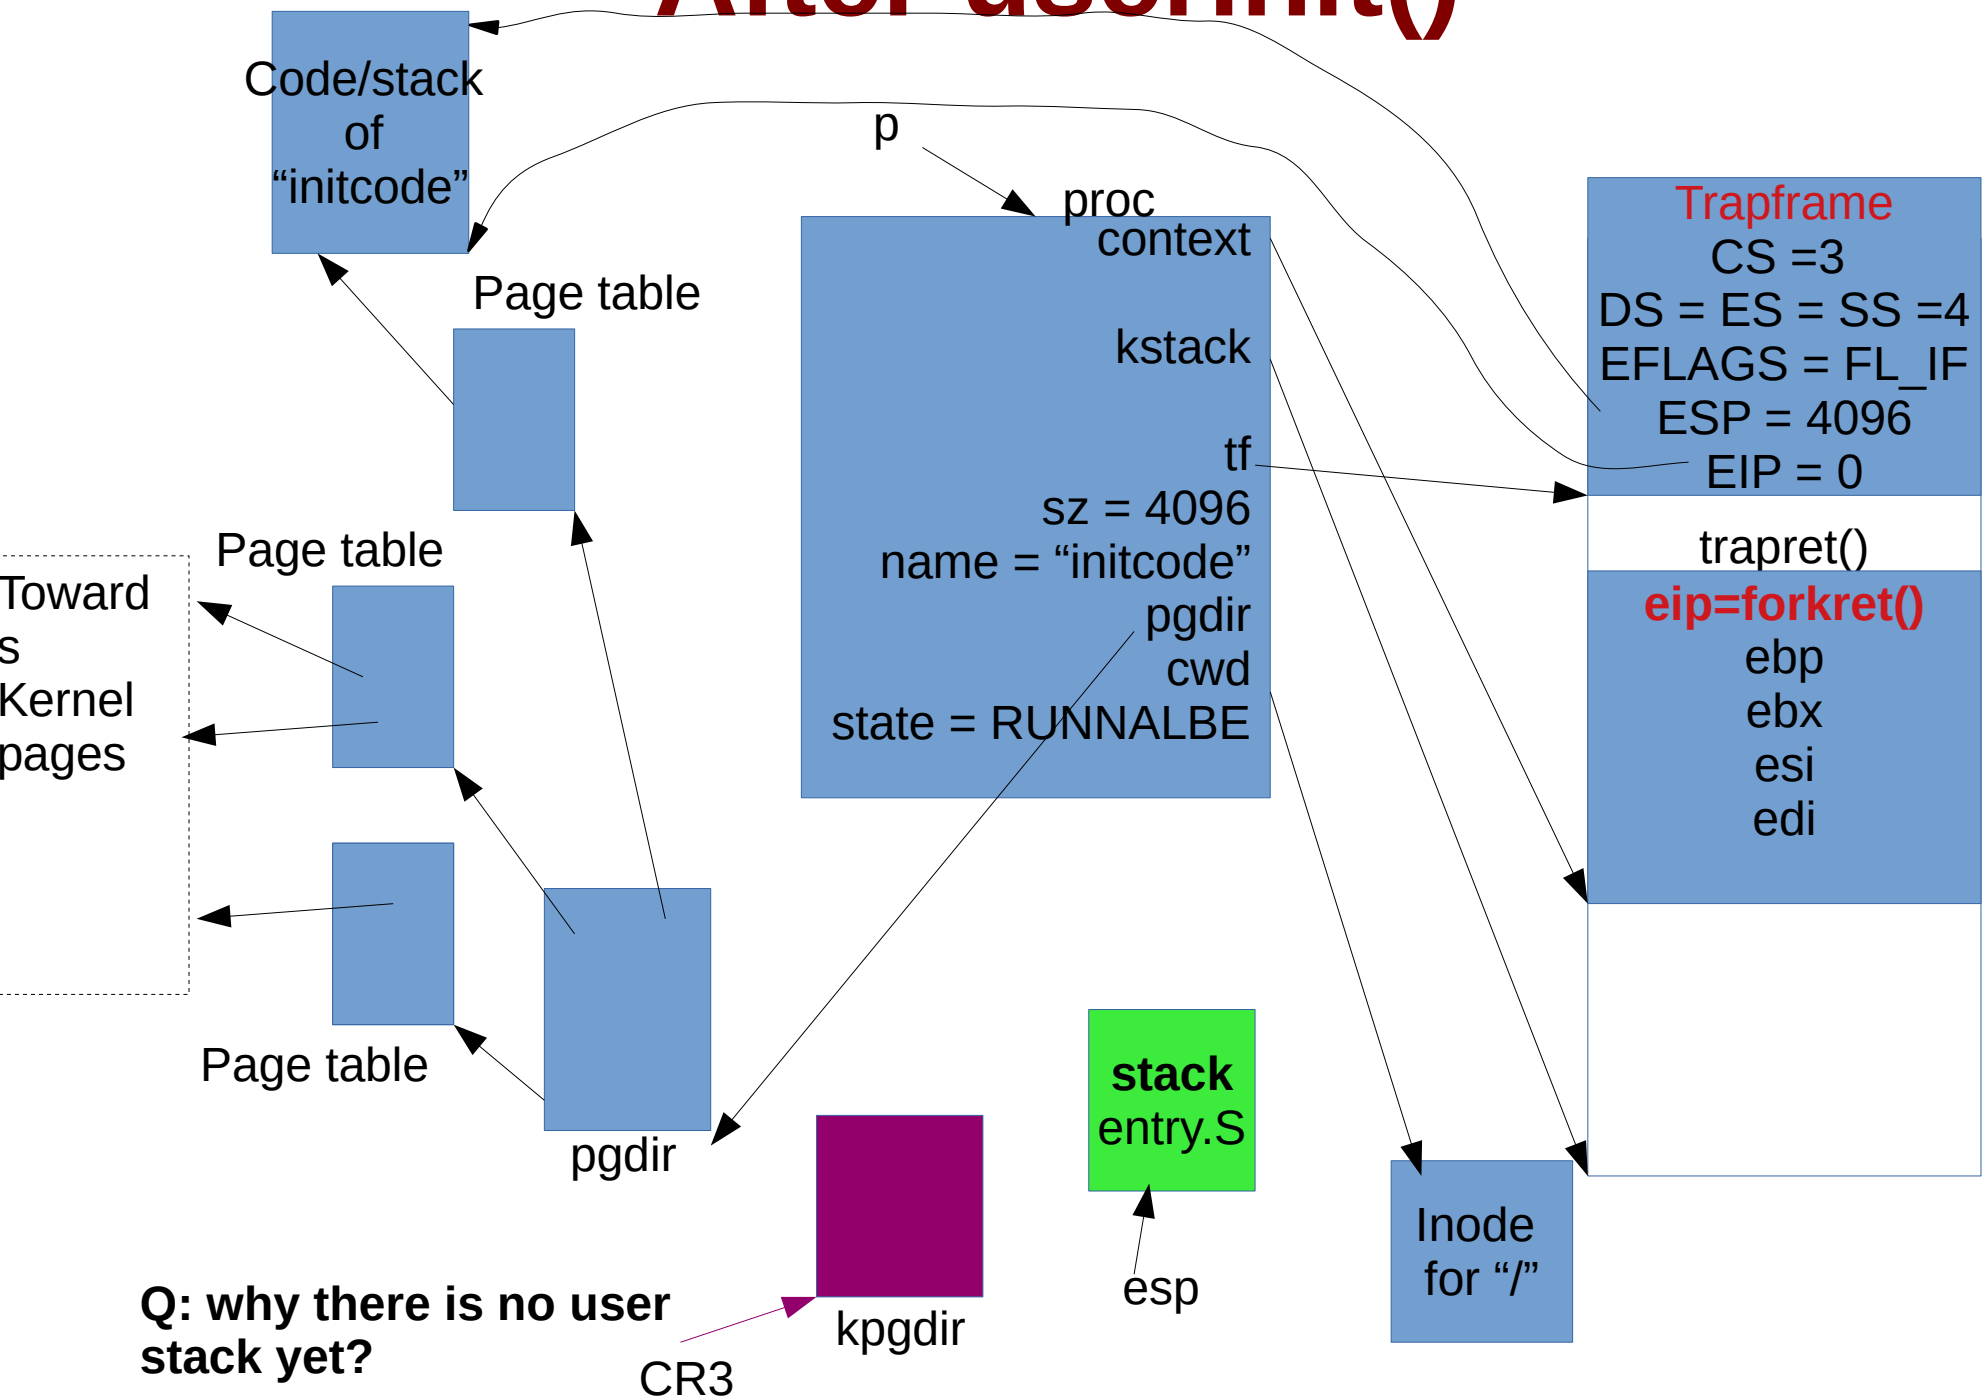 After userinit()
Code/stack
of
“initcode”
p
proc
context
kstack
tf
sz = 4096
name = “initcode”
pgdir
cwd
state = RUNNALBE
Trapframe
CS =3
DS = ES = SS =4
EFLAGS = FL_IF
ESP = 4096
EIP = 0
trapret()
eip=forkret()
ebp
ebx
esi
edi
Page table
Page table
Toward
s
Kernel
pages
Page table
pgdir
stack
entry.S
esp
Inode
for “/”
kpgdir
CR3
Q: why there is no user
stack yet?